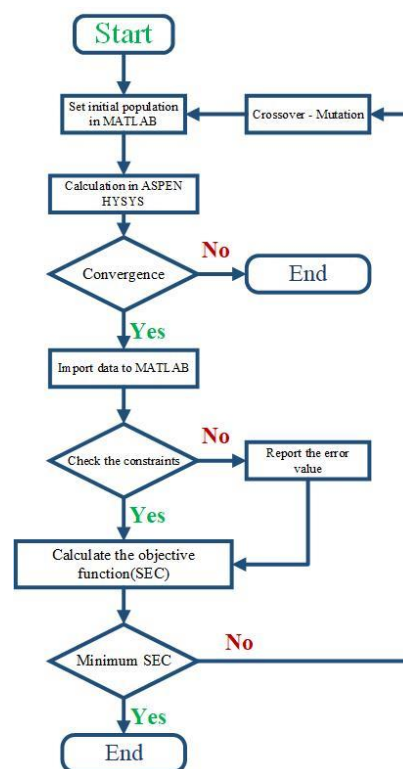 Start
Set initial population
in MATLAB
Crossover - Mutation
Calculation in ASPEN
HYSYS
Convergence
No
End
Yes
Import data to MATLAB
Check the constraints
No
Report the error
value
Yes
Calculate the objective
function(SEC)
Minimum SEC
No
Yes
End